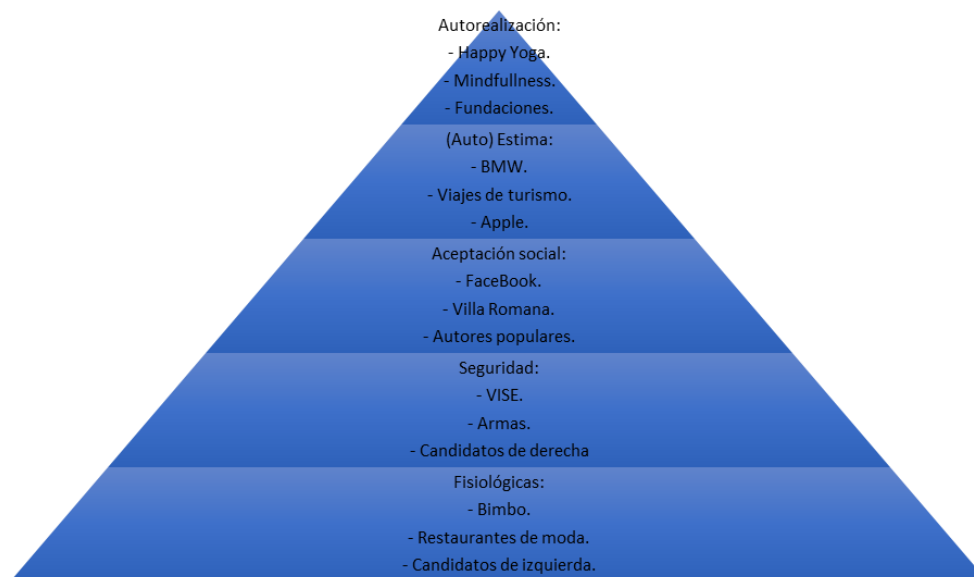 Autorealización:
- Happy Yoga.
- Mindfullness.
- Fundaciones.
(Auto) Estima:
- BMW.
- Viajes de turismo.
- Apple.
Aceptación social:
- FaceBook.
- Villa Romana.
- Autores populares.
Seguridad:
- VISE.
- Armas.
- Candidatos de derecha
Fisiológicas:
- Bimbo.
- Restaurantes de moda.
- Candidatos de izquierda.